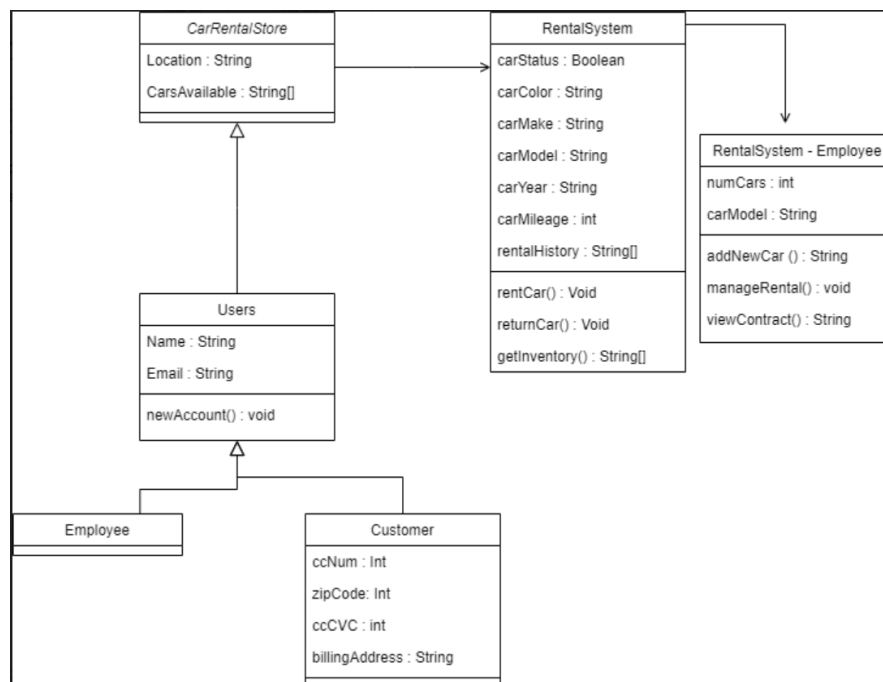 CarRentalStore
Location : String
CarsAvailable : String[]
RentalSystem
carStatus : Boolean
carColor : String
carMake : String
carModel : String
carYear : String
carMileage : int
rentalHistory : String[]
rentCar() : Void
returnCar() : Void
getInventory() : String[]
RentalSystem - Employee
numCars : int
carModel : String
addNewCar () : String
manageRental() : void
viewContract() : String
Users
Name : String
Email : String
newAccount() : void
Employee
Customer
ccNum : Int
zipCode: Int
ccCVC : int
billingAddress : String